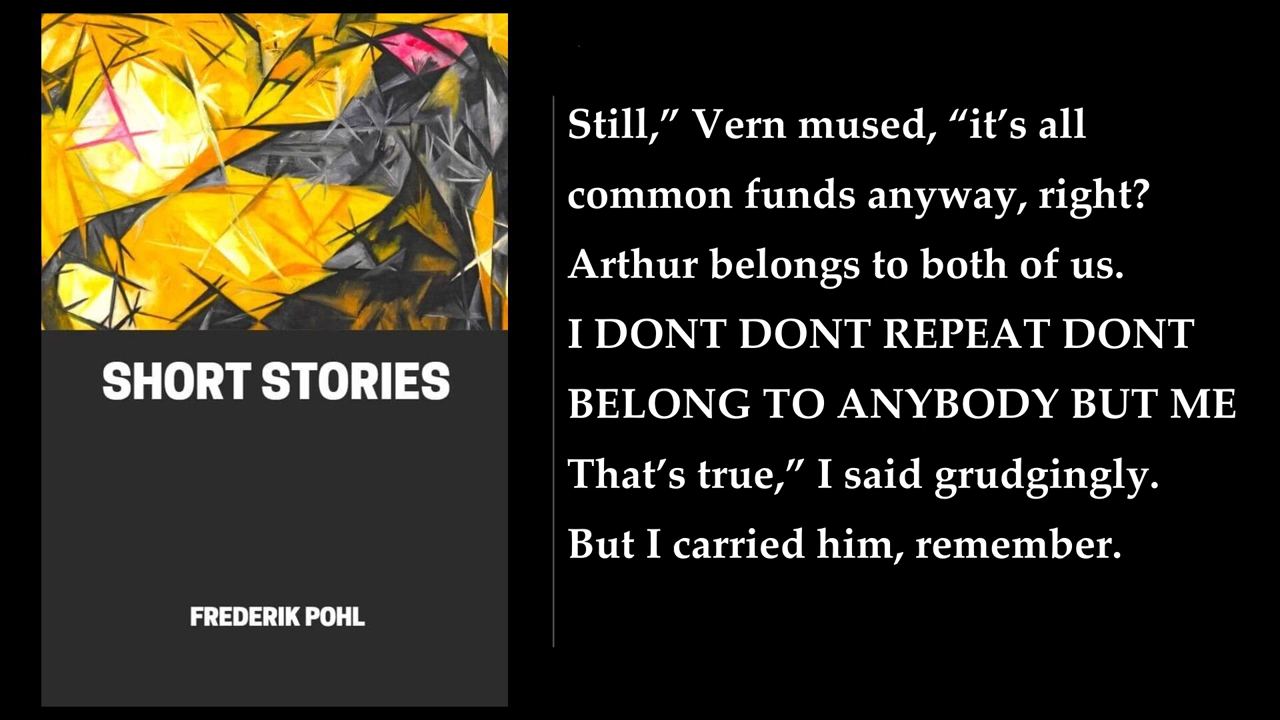 SHORT STORIES
FREDERIK POHL
Still,” Vern mused, “it’s all
common funds anyway, right?
Arthur belongs to both of us.
I DONT DONT REPEAT DONT
BELONG TO ANYBODY BUT ME
That’s true,” I said grudgingly.
But I carried him, remember.